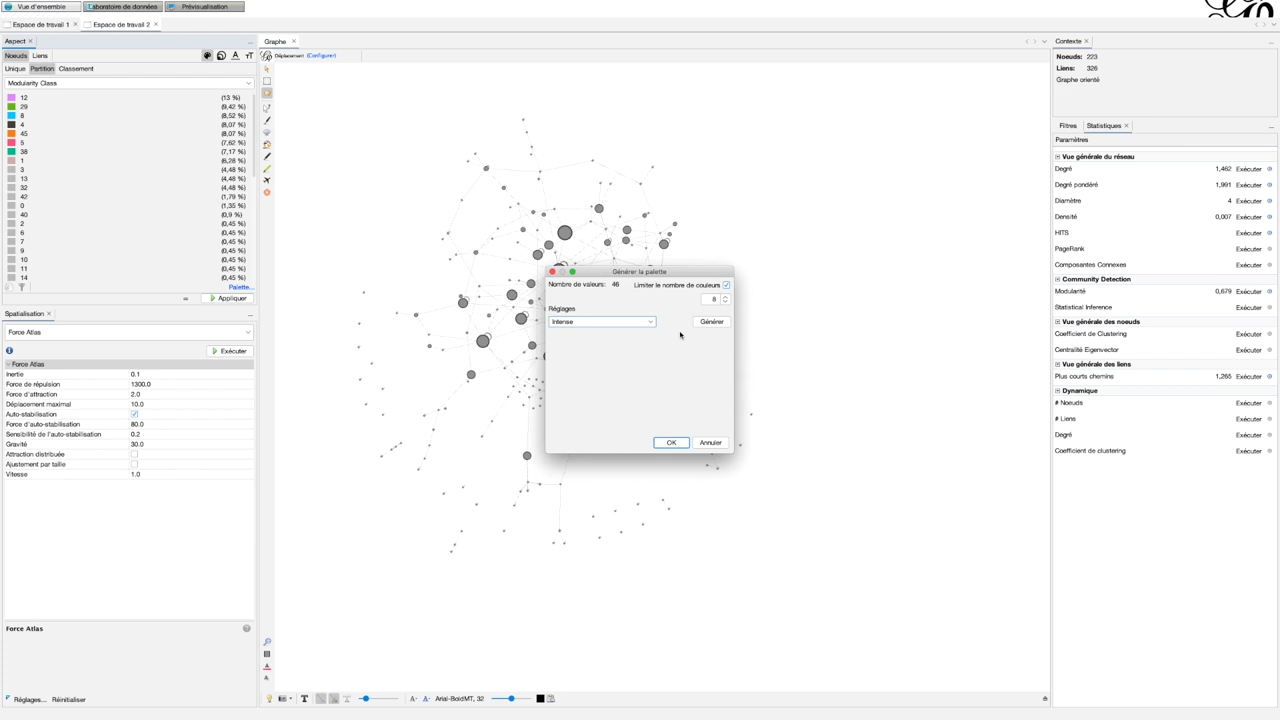 Vue d'ensemble
Laboratoire de données
Prévisualisation
Espace de travail 1 ×
Espace de travail 2 ×
Aspect ×
Noeuds Liens
Unique Partition Classement
Modularity Class
12 (13 %)
29 (9,42 %)
8 (8,52 %)
4 (8,07 %)
45 (8,07 %)
5 (7,62 %)
38 (7,17 %)
1 (6,28 %)
3 (4,48 %)
13 (4,48 %)
32 (4,48 %)
42 (1,79 %)
0 (1,35 %)
40 (0,9 %)
2 (0,45 %)
6 (0,45 %)
7 (0,45 %)
9 (0,45 %)
10 (0,45 %)
11 (0,45 %)
14 (0,45 %)
Palette...
Appliquer
Spatialisation ×
Force Atlas
Exécuter
Force Atlas
Inertie 0.1
Force de répulsion 1300.0
Force d'attraction 2.0
Déplacement maximal 10.0
Auto-stabilisation
Force d'auto-stabilisation 80.0
Sensibilité de l'auto-stabilisation 0.2
Gravité 30.0
Attraction distribuée
Ajustement par taille
Vitesse 1.0
Force Atlas
Réglages... Réinitialiser
Graphe ×
Déplacement (Configurer)
Générer la palette
Nombre de valeurs: 46 Limiter le nombre de couleurs
8
Réglages
Intense Générer
OK Annuler
Arial-BoldMT, 32
Contexte ×
Noeuds: 223
Liens: 326
Graphe orienté
Filtres Statistiques ×
Paramètres
Vue générale du réseau
Degré 1,462 Exécuter
Degré pondéré 1,991 Exécuter
Diamètre 4 Exécuter
Densité 0,007 Exécuter
HITS Exécuter
PageRank Exécuter
Composantes Connexes Exécuter
Community Detection
Modularité 0,679 Exécuter
Statistical Inference Exécuter
Vue générale des noeuds
Coefficient de Clustering Exécuter
Centralité Eigenvector Exécuter
Vue générale des liens
Plus courts chemins 1,265 Exécuter
Dynamique
# Noeuds Exécuter
# Liens Exécuter
Degré Exécuter
Coefficient de clustering Exécuter